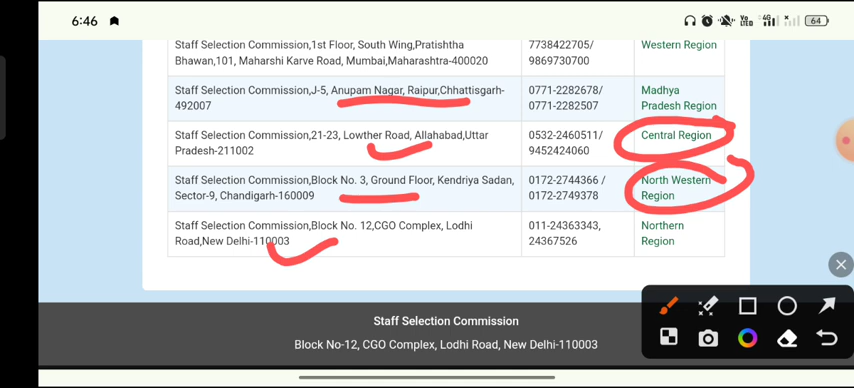 6:46
Vo
LTE2
4G
x
64
Staff Selection Commission,1st Floor, South Wing,Pratishtha
Bhawan,101, Maharshi Karve Road, Mumbai,Maharashtra-400020
7738422705/
9869730700
Western Region
Staff Selection Commission,J-5, Anupam Nagar, Raipur,Chhattisgarh-
492007
0771-2282678/
0771-2282507
Madhya
Pradesh Region
Staff Selection Commission,21-23, Lowther Road, Allahabad,Uttar
Pradesh-211002
0532-2460511/
9452424060
Central Region
Staff Selection Commission,Block No. 3, Ground Floor, Kendriya Sadan,
Sector-9, Chandigarh-160009
0172-2744366 /
0172-2749378
North Western
Region
Staff Selection Commission,Block No. 12,CGO Complex, Lodhi
Road,New Delhi-110003
011-24363343,
24367526
Northern
Region
Staff Selection Commission
Block No-12, CGO Complex, Lodhi Road, New Delhi-110003